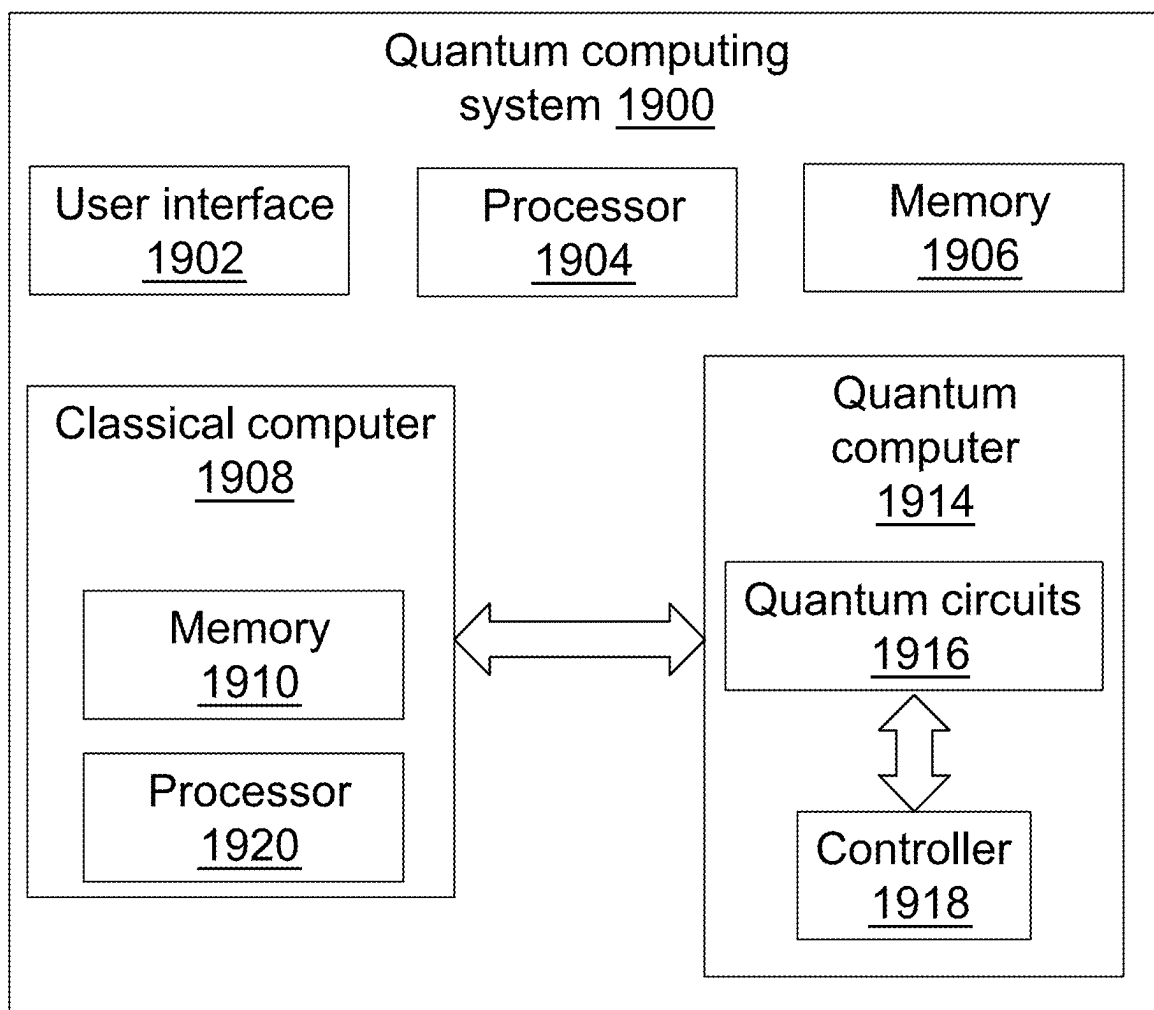 Quantum computing
system 1900
User interface
1902
Processor
1904
Memory
1906
Classical computer
1908
Memory
1910
Processor
1920
Quantum
computer
1914
Quantum circuits
1916
Controller
1918